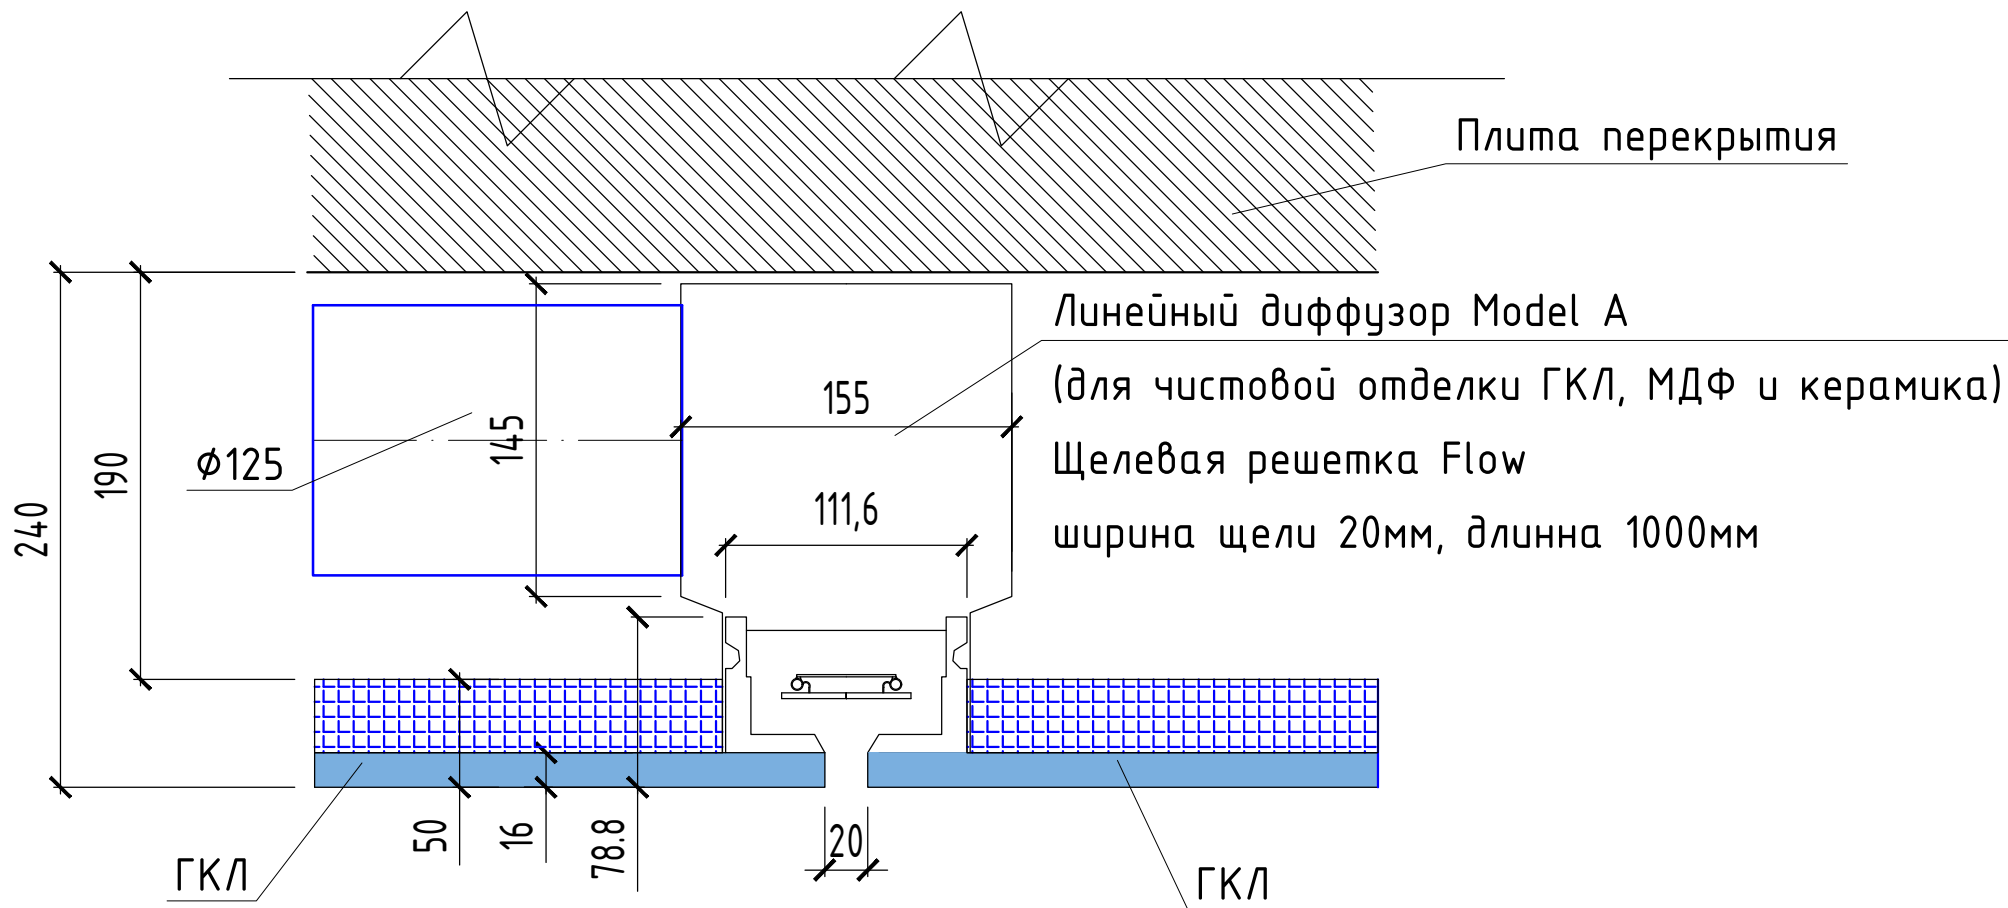 Плита перекрытия
Линейный диффузор Model A
(для чистовой отделки ГКЛ, МДФ и керамика)
Щелевая решетка Flow
ширина щели 20мм, длинна 1000мм
155
145
190
ϕ125
111,6
240
50
16
78.8
20
ГКЛ
ГКЛ